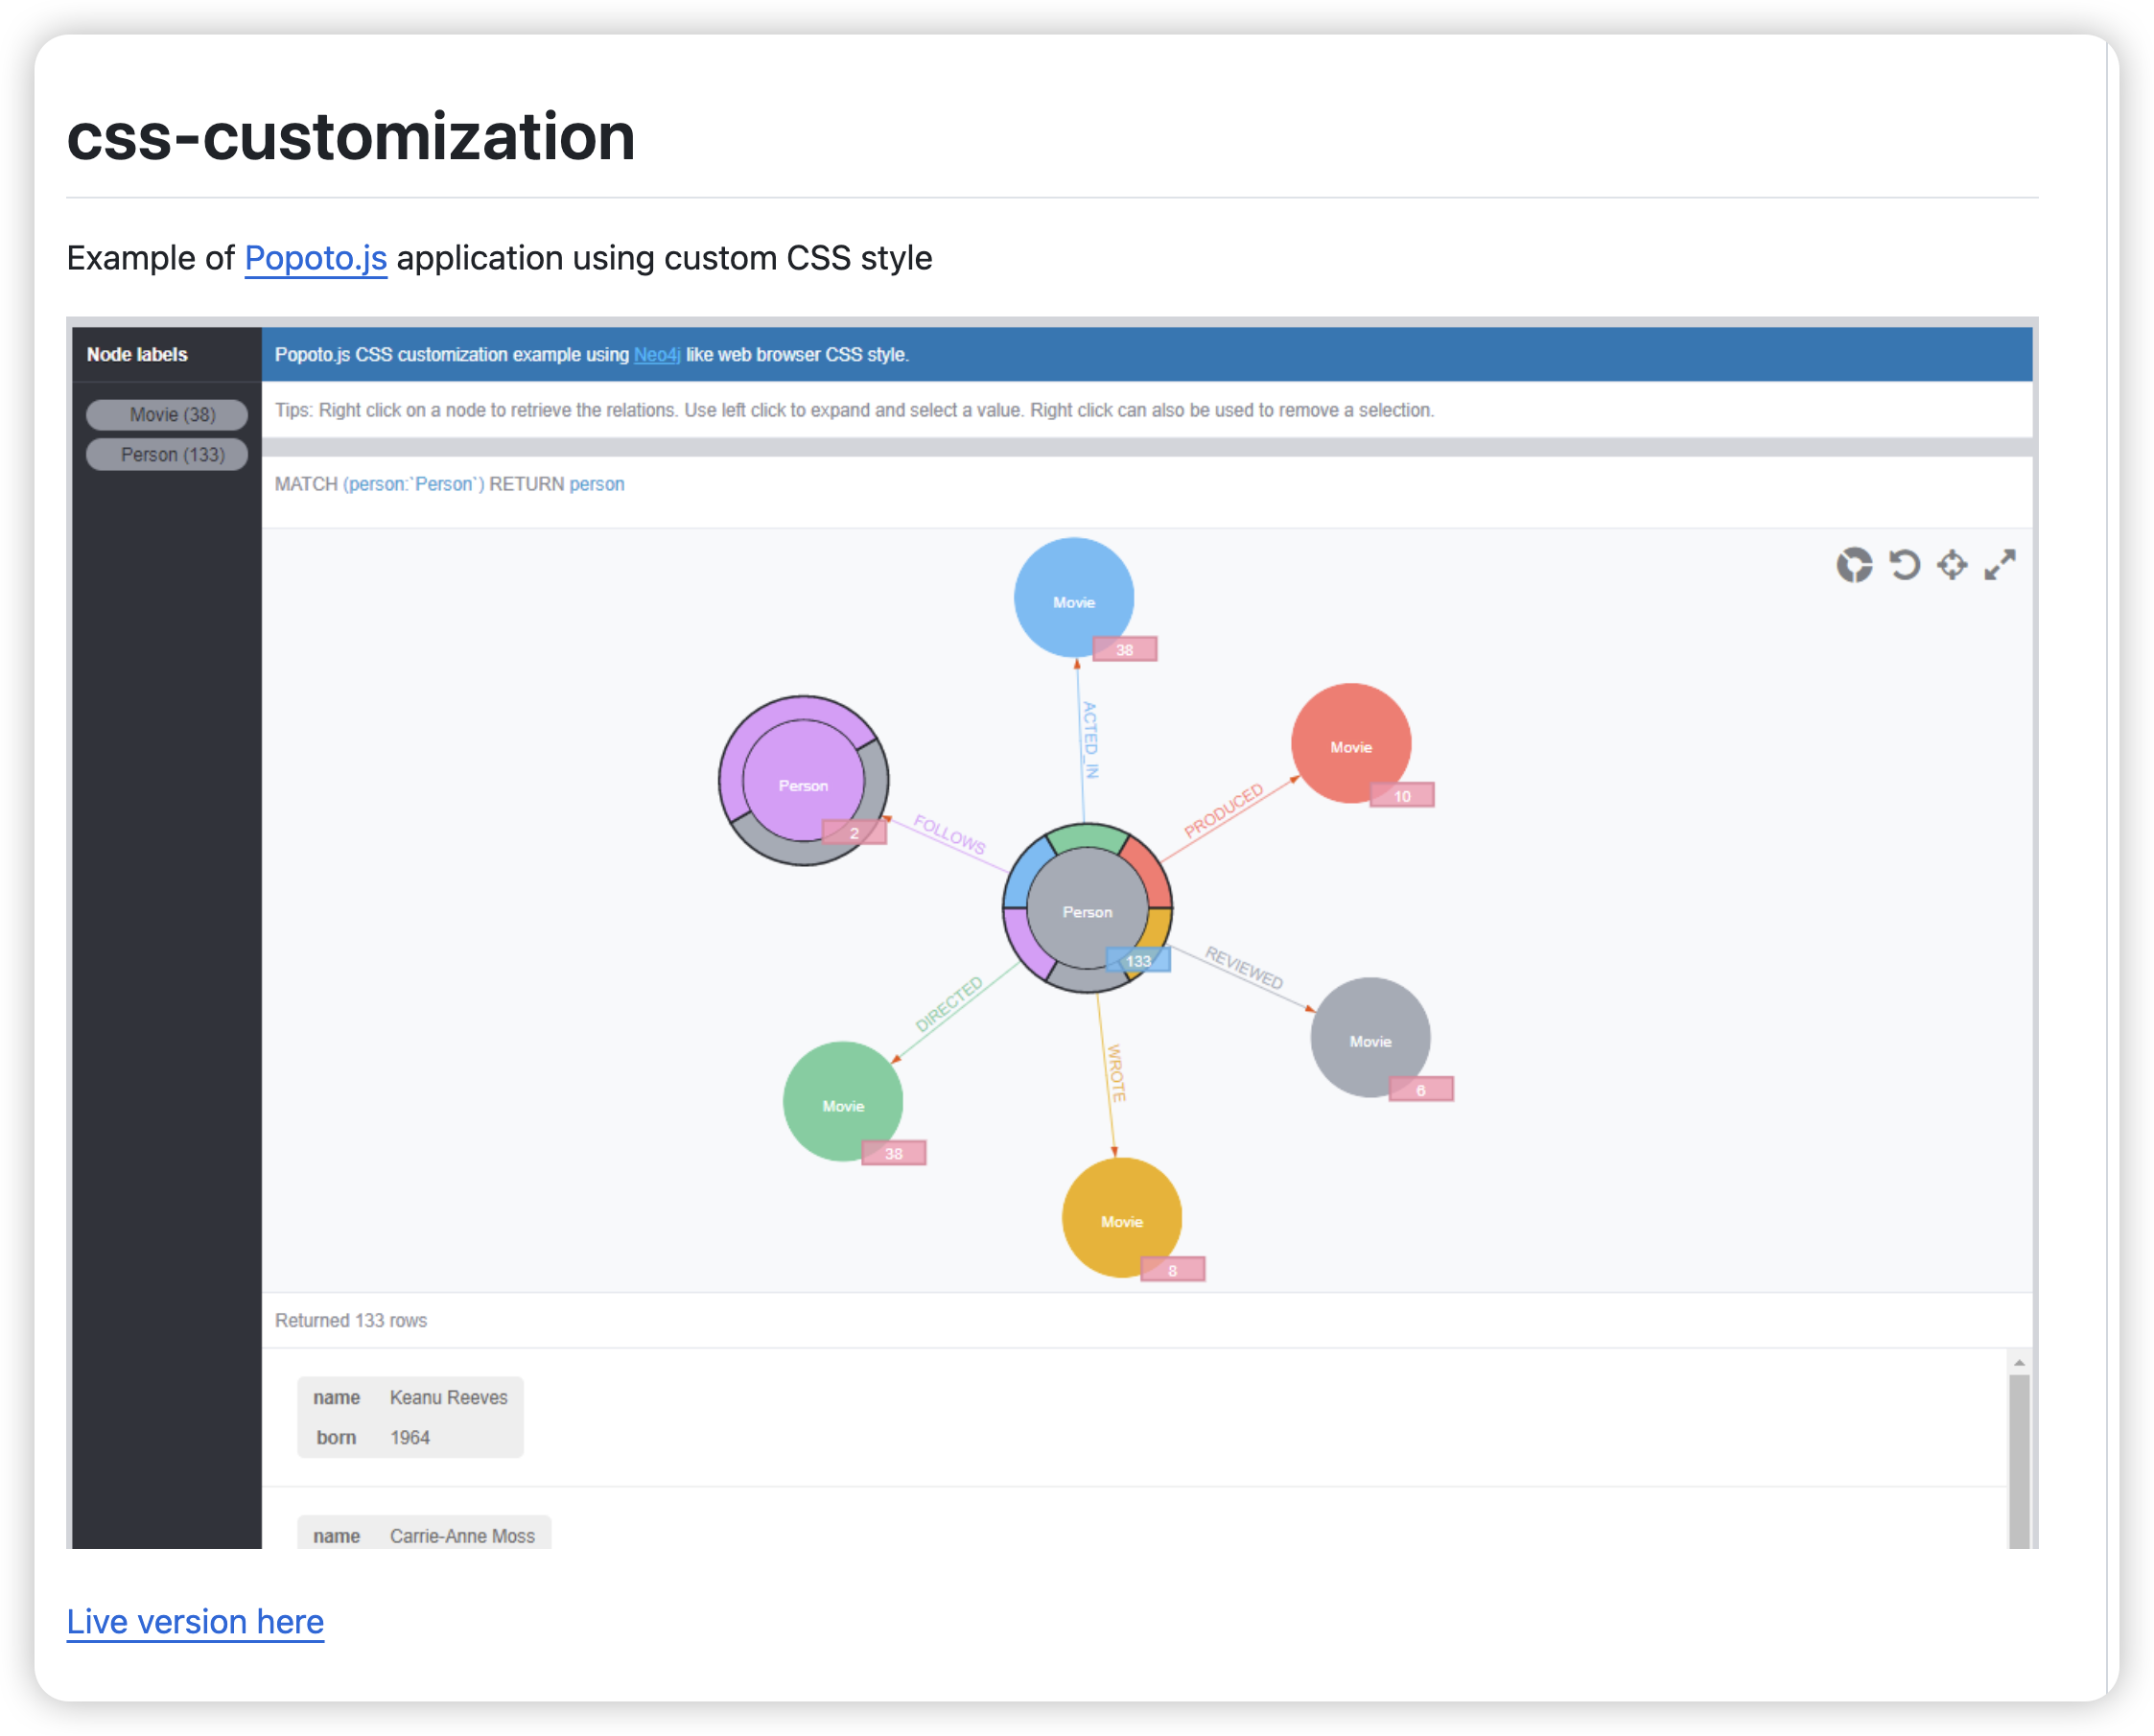 css-customization
Example of Popoto.js application using custom CSS style
Node labels
Popoto.js CSS customization example using Neo4j like web browser CSS style.
Movie (38)
Person (133)
Tips: Right click on a node to retrieve the relations. Use left click to expand and select a value. Right click can also be used to remove a selection.
MATCH (person:`Person`) RETURN person
Movie
38
ACTED_IN
Movie
10
PRODUCED
Person
2
FOLLOWS
Person
133
REVIEWED
Movie
6
DIRECTED
Movie
38
WROTE
Movie
8
Returned 133 rows
name Keanu Reeves
born 1964
name Carrie-Anne Moss
Live version here